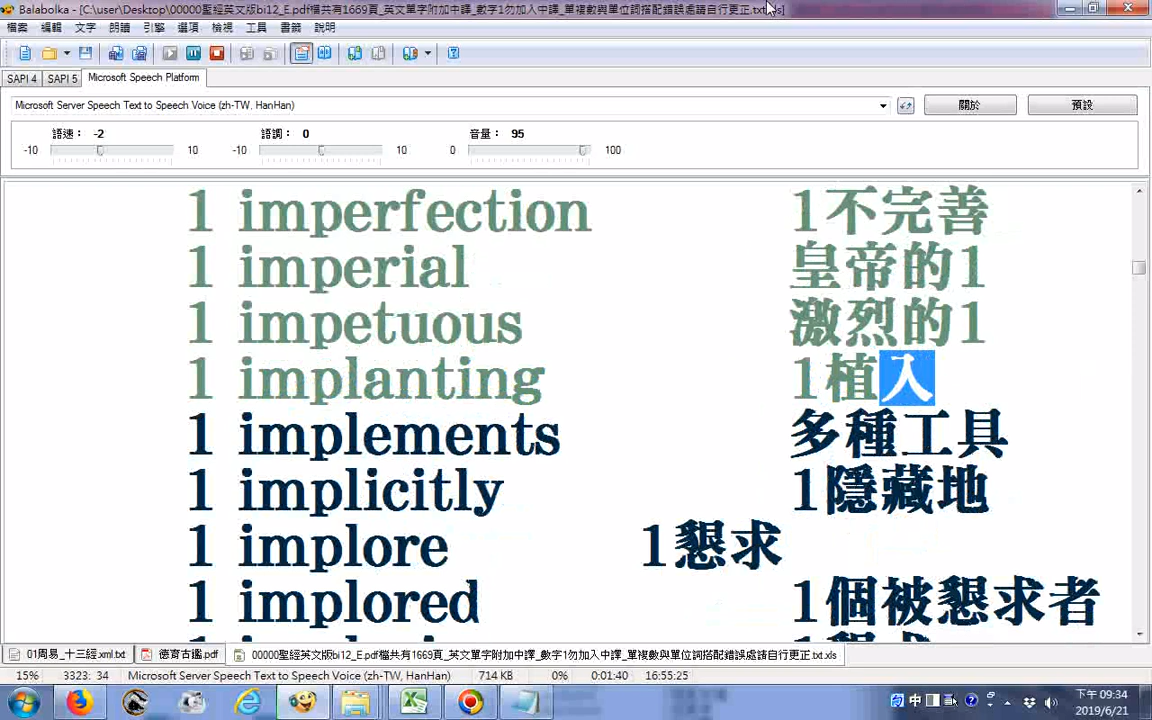 Balabolka - [C:\user\Desktop\00000聖經英文版bi12_E.pdf檔共有1669頁_英文單字附加中譯_數字1勿加入中譯_單複數與單位詞搭配錯誤處請自行更正.txt.xls]
檔案 編輯 文字 朗讀 引擎 選項 檢視 工具 書籤 說明
SAPI 4 SAPI 5 Microsoft Speech Platform
Microsoft Server Speech Text to Speech Voice (zh-TW, HanHan) 關於 預設
語速： -2 語調： 0 音量： 95
-10 10 -10 10 0 100
1 imperfection 1不完善
1 imperial 皇帝的1
1 impetuous 激烈的1
1 implanting 1植入
1 implements 多種工具
1 implicitly 1隱藏地
1 implore 1懇求
1 implored 1個被懇求者
01周易_十三經.xml.txt 德育古鑑.pdf 00000聖經英文版bi12_E.pdf檔共有1669頁_英文單字附加中譯_數字1勿加入中譯_單複數與單位詞搭配錯誤處請自行更正.txt.xls
15% 3323: 34 Microsoft Server Speech Text to Speech Voice (zh-TW, HanHan) 714 KB 0% 0:01:40 16:55:25
中 下午 09:34
2019/6/21